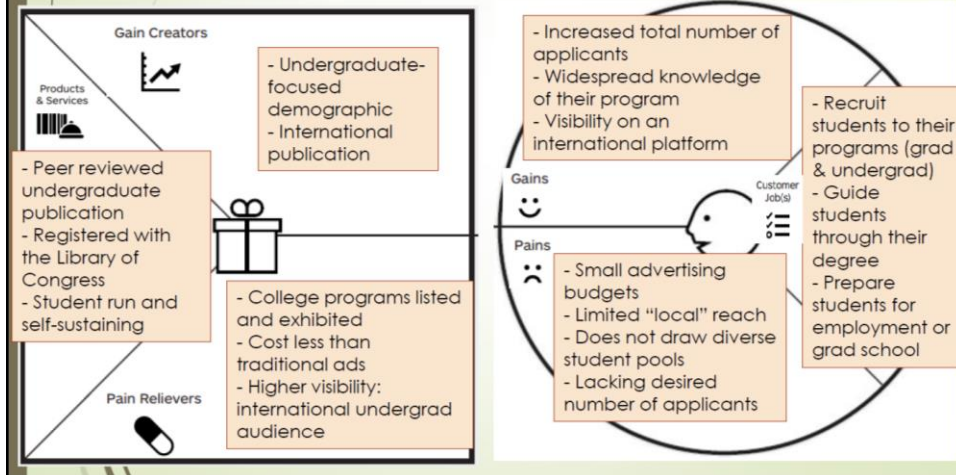 Gain Creators
- Undergraduate-
focused
demographic
- International
publication
Products
& Services
- Peer reviewed
undergraduate
publication
- Registered with
the Library of
Congress
- Student run and
self-sustaining
- College programs listed
and exhibited
- Cost less than
traditional ads
- Higher visibility:
international undergrad
audience
Pain Relievers
- Increased total number of
applicants
- Widespread knowledge
of their program
- Visibility on an
international platform
Gains
Pains
- Small advertising
budgets
- Limited “local” reach
- Does not draw diverse
student pools
- Lacking desired
number of applicants
Customer
Job(s)
- Recruit
students to their
programs (grad
& undergrad)
- Guide
students
through their
degree
- Prepare
students for
employment or
grad school